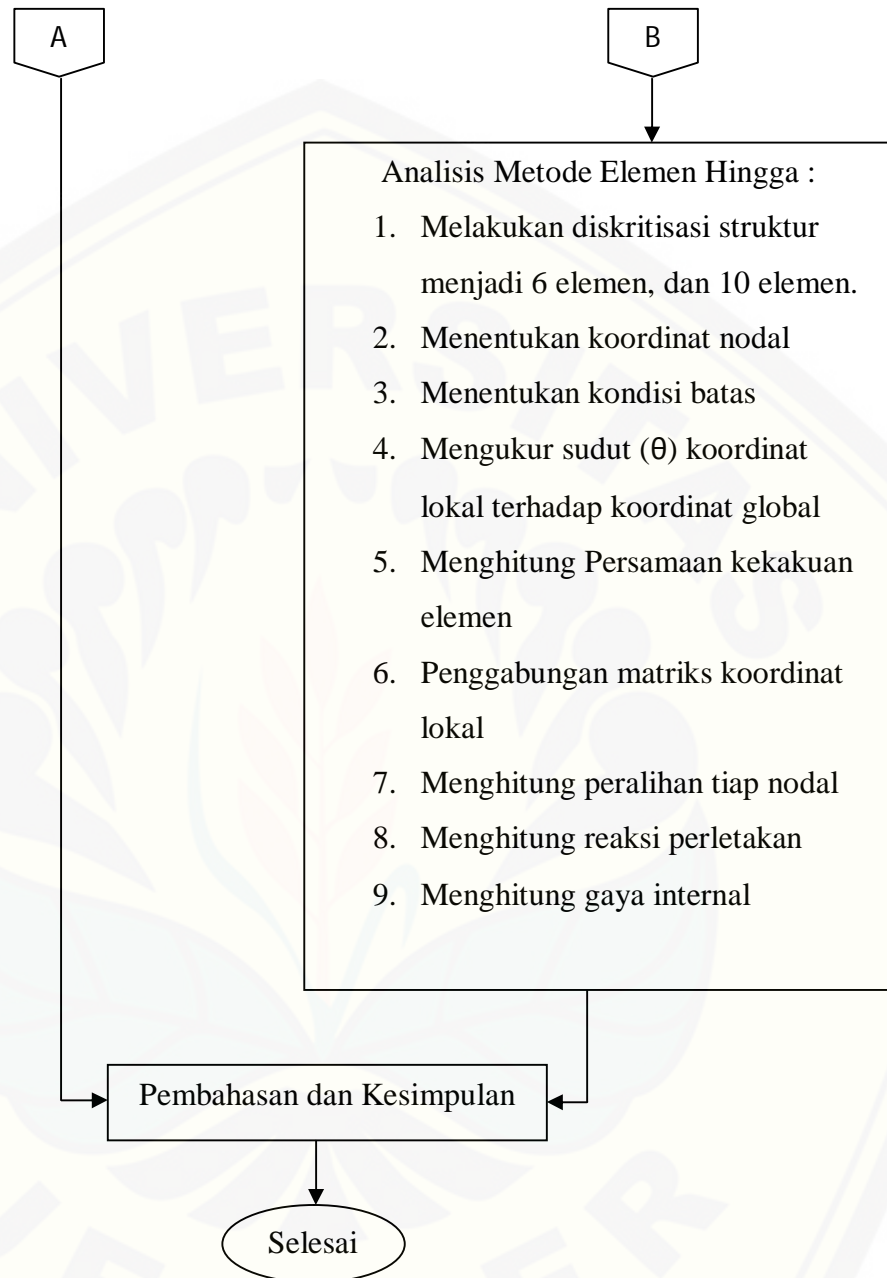 A
B
Analisis Metode Elemen Hingga :
1. Melakukan diskritisasi struktur
menjadi 6 elemen, dan 10 elemen.
2. Menentukan koordinat nodal
3. Menentukan kondisi batas
4. Mengukur sudut (θ) koordinat
lokal terhadap koordinat global
5. Menghitung Persamaan kekakuan
elemen
6. Penggabungan matriks koordinat
lokal
7. Menghitung peralihan tiap nodal
8. Menghitung reaksi perletakan
9. Menghitung gaya internal
Pembahasan dan Kesimpulan
Selesai